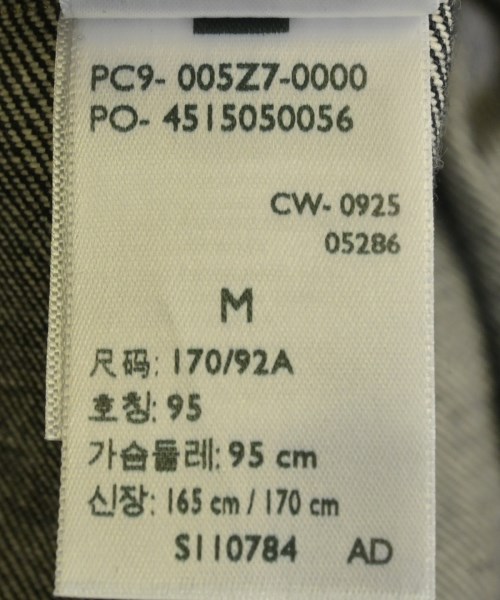 PC9- 005Z7-0000
PO- 4515050056
CW- 0925
05286
M
尺码: 170/92A
호칭: 95
가슴둘레: 95 cm
신장: 165 cm / 170 cm
S110784 AD